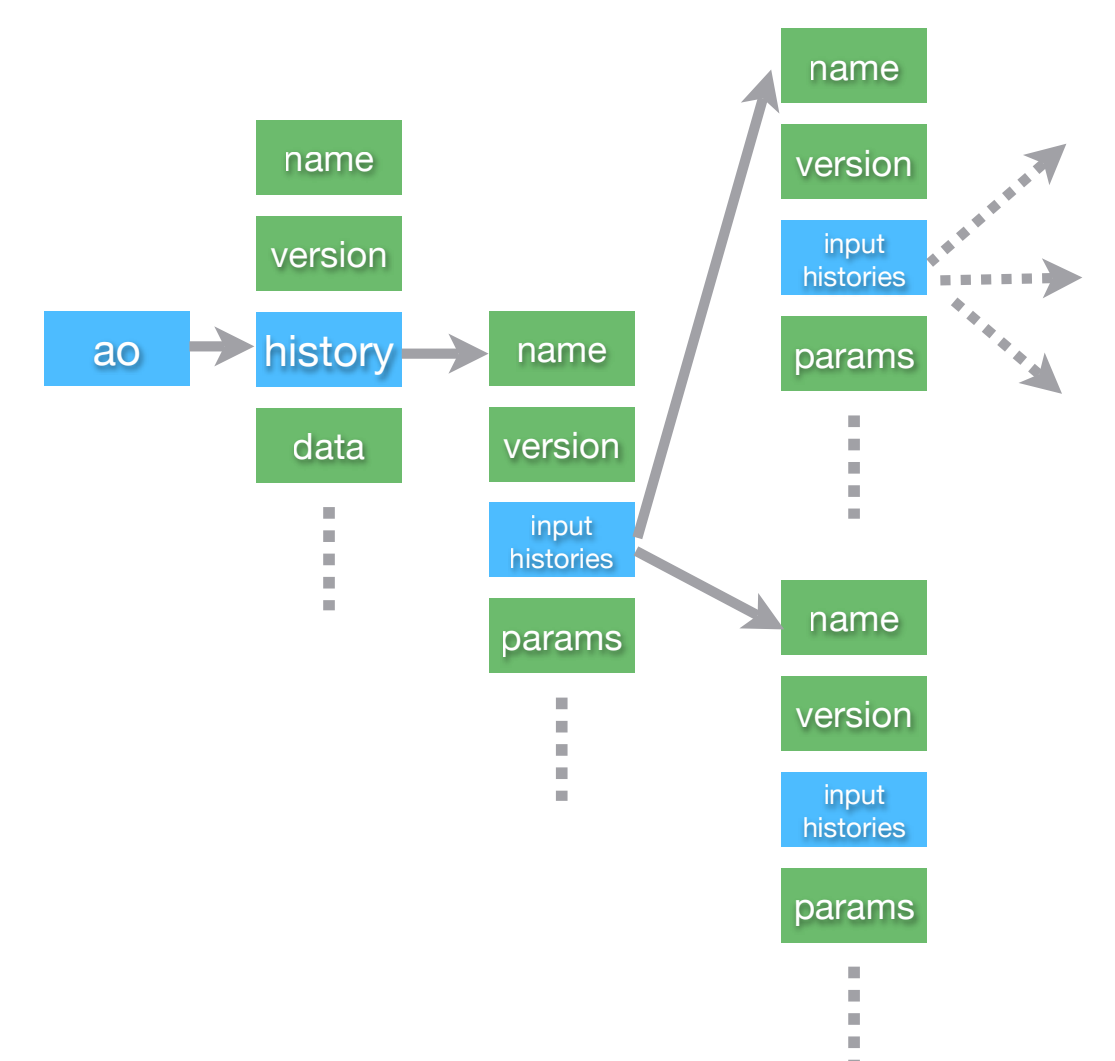 ao
name
version
history
data
name
version
input
histories
params
name
version
input
histories
params
name
version
input
histories
params